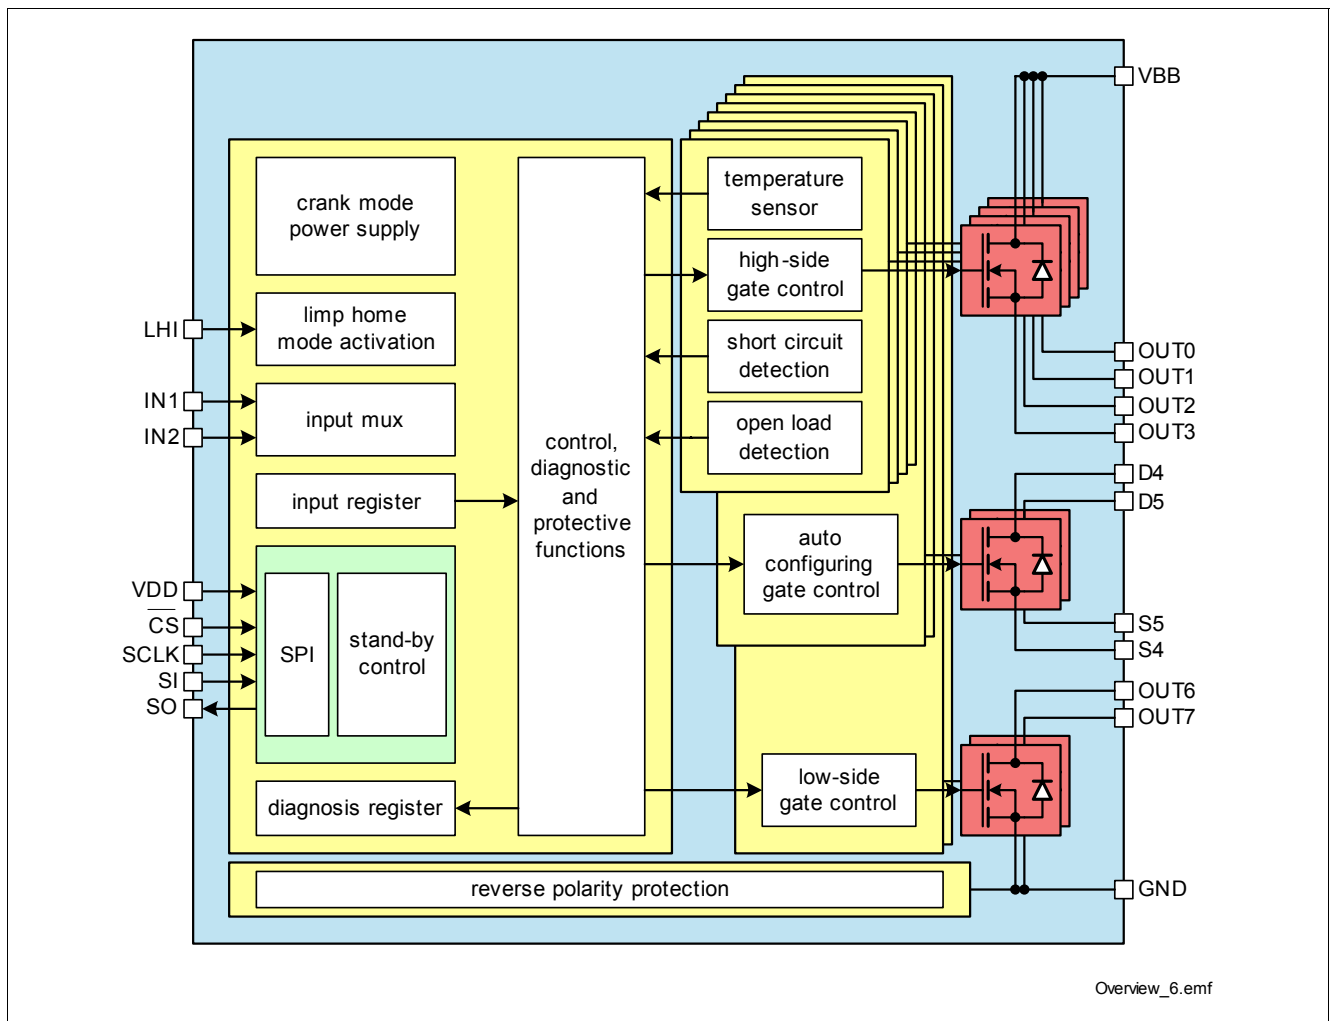 VBB
temperature
sensor
crank mode
power supply
high-side
gate control
LHI
limp home
mode activation
short circuit
detection
OUT0
OUT1
OUT2
OUT3
IN1
IN2
input mux
open load
detection
control,
diagnostic
and
protective
functions
D4
D5
input register
auto
configuring
gate control
VDD
CS
SCLK
SI
SO
SPI
stand-by
control
S5
S4
OUT6
OUT7
low-side
gate control
diagnosis register
reverse polarity protection
GND
Overview_6.emf